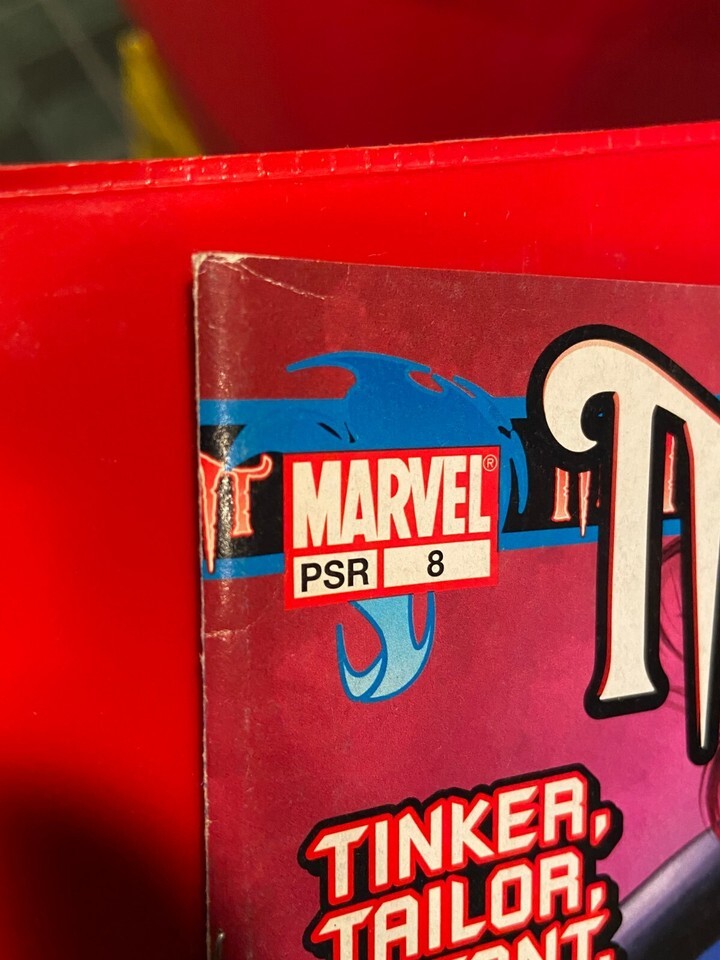 MARVEL®
PSR 8
TINKER,
TAILOR,